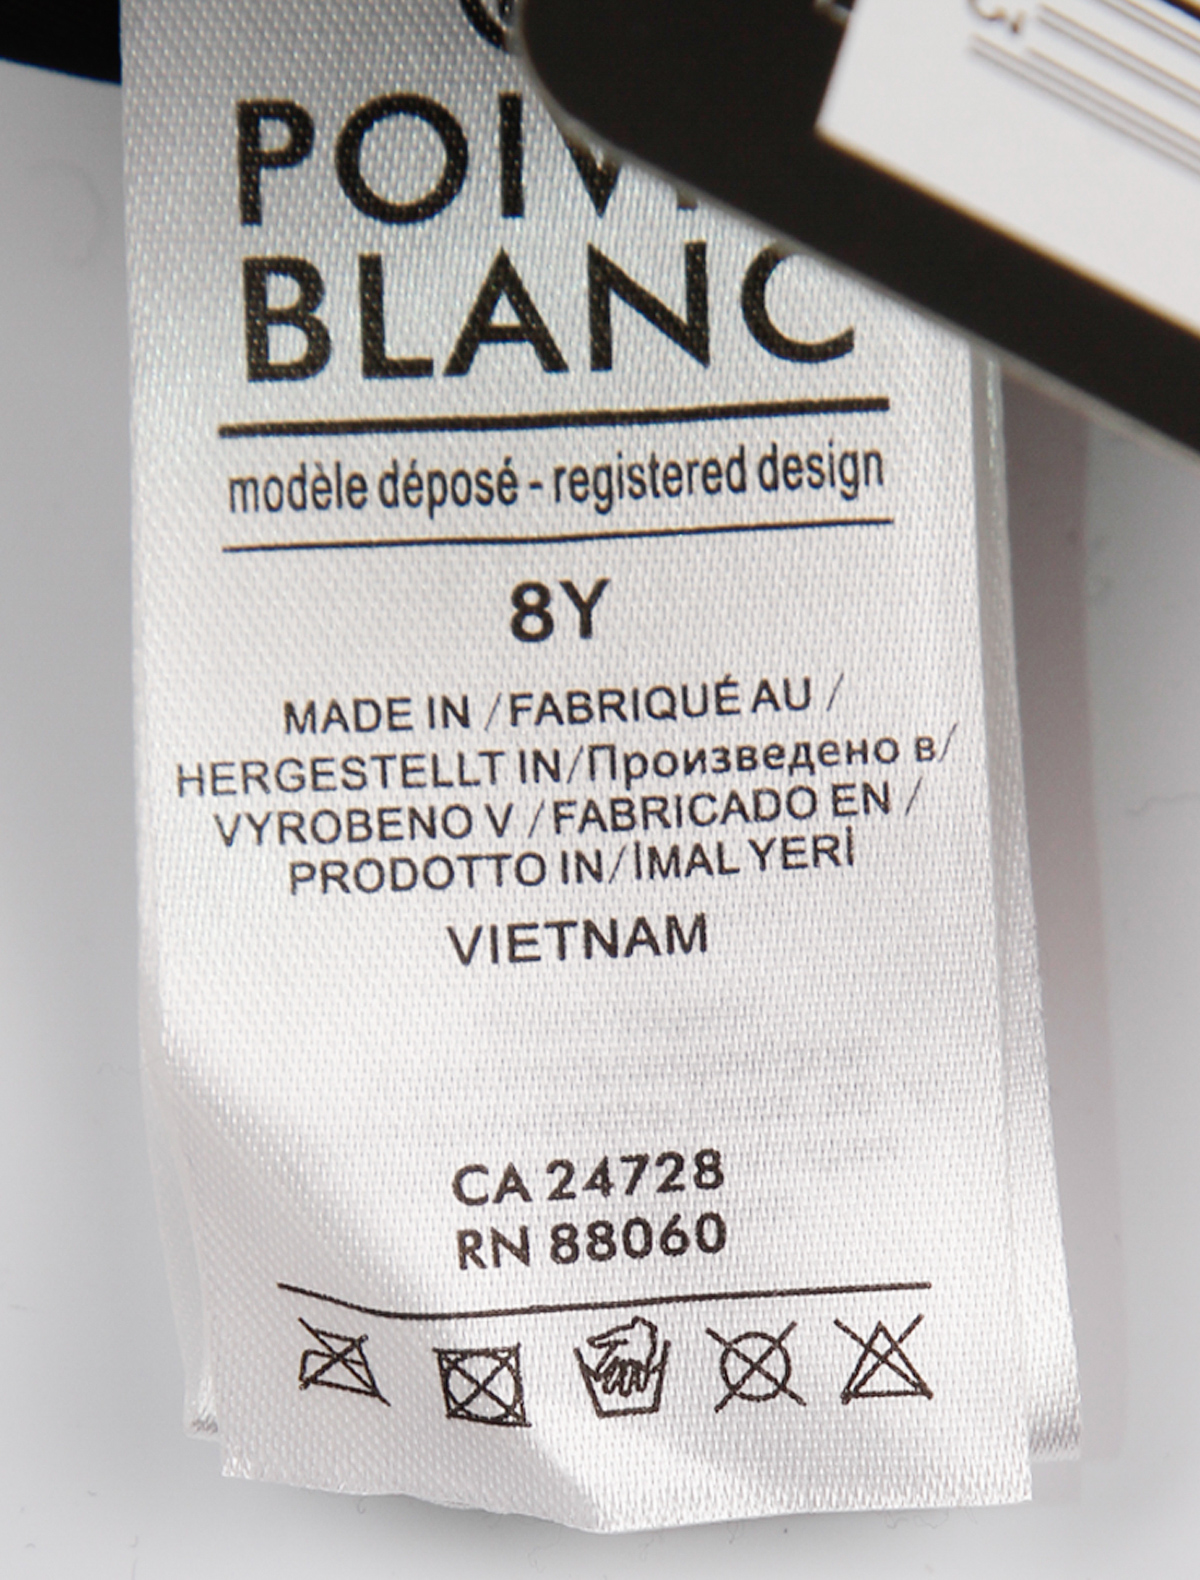 BLANC
modèle déposé - registered design
8Y
MADE IN / FABRIQUÉ AU /
HERGESTELLT IN/Произведено в/
VYROBENO V / FABRICADO EN /
PRODOTTO IN/İMAL YERİ
VIETNAM
CA 24728
RN 88060